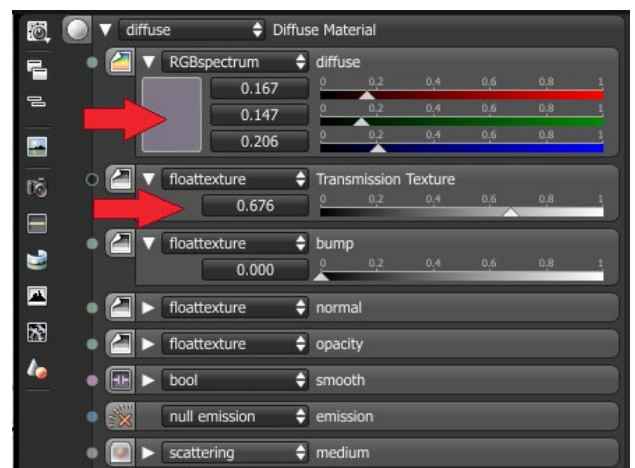 diffuse Diffuse Material
RGBspectrum diffuse
0.167 0 0.2 0.4 0.6 0.8 1
0.147 0 0.2 0.4 0.6 0.8 1
0.206 0 0.2 0.4 0.6 0.8 1
floattexture Transmission Texture
0.676 0 0.2 0.4 0.6 0.8 1
floattexture bump
0.000 0 0.2 0.4 0.6 0.8 1
floattexture normal
floattexture opacity
bool smooth
null emission emission
scattering medium